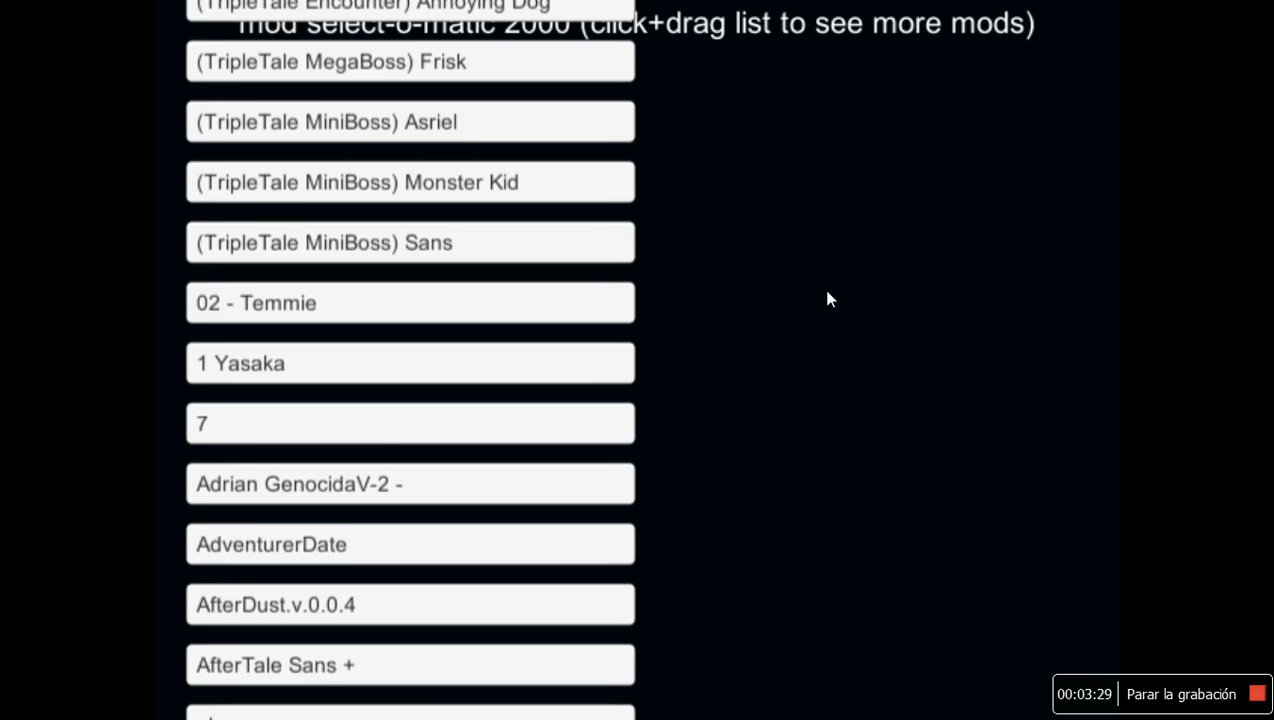 (TripleTale Encounter) Annoying Dog
mod select-o-matic 2000 (click+drag list to see more mods)
(TripleTale MegaBoss) Frisk
(TripleTale MiniBoss) Asriel
(TripleTale MiniBoss) Monster Kid
(TripleTale MiniBoss) Sans
02 - Temmie
1 Yasaka
7
Adrian GenocidaV-2 -
AdventurerDate
AfterDust.v.0.0.4
AfterTale Sans +
00:03:29 Parar la grabación